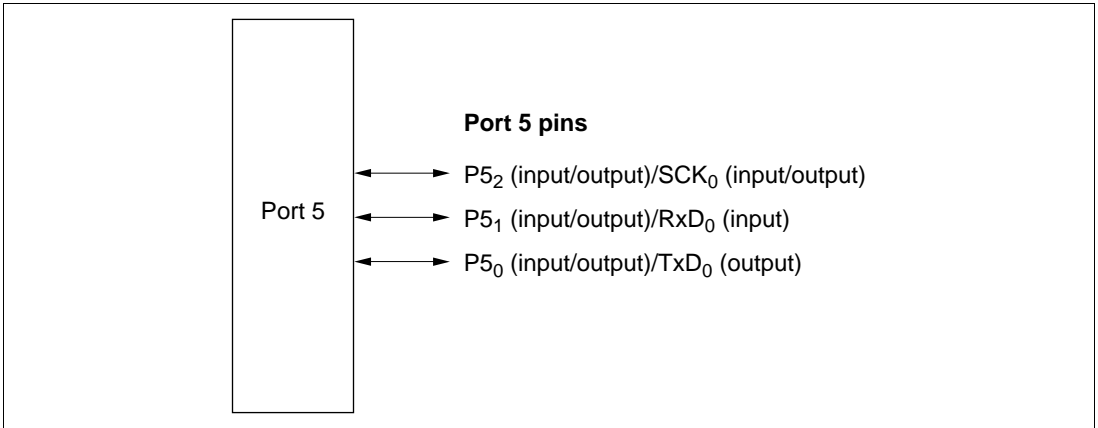 Port 5 pins
P5₂ (input/output)/SCK₀ (input/output)
Port 5
P5₁ (input/output)/RxD₀ (input)
P5₀ (input/output)/TxD₀ (output)